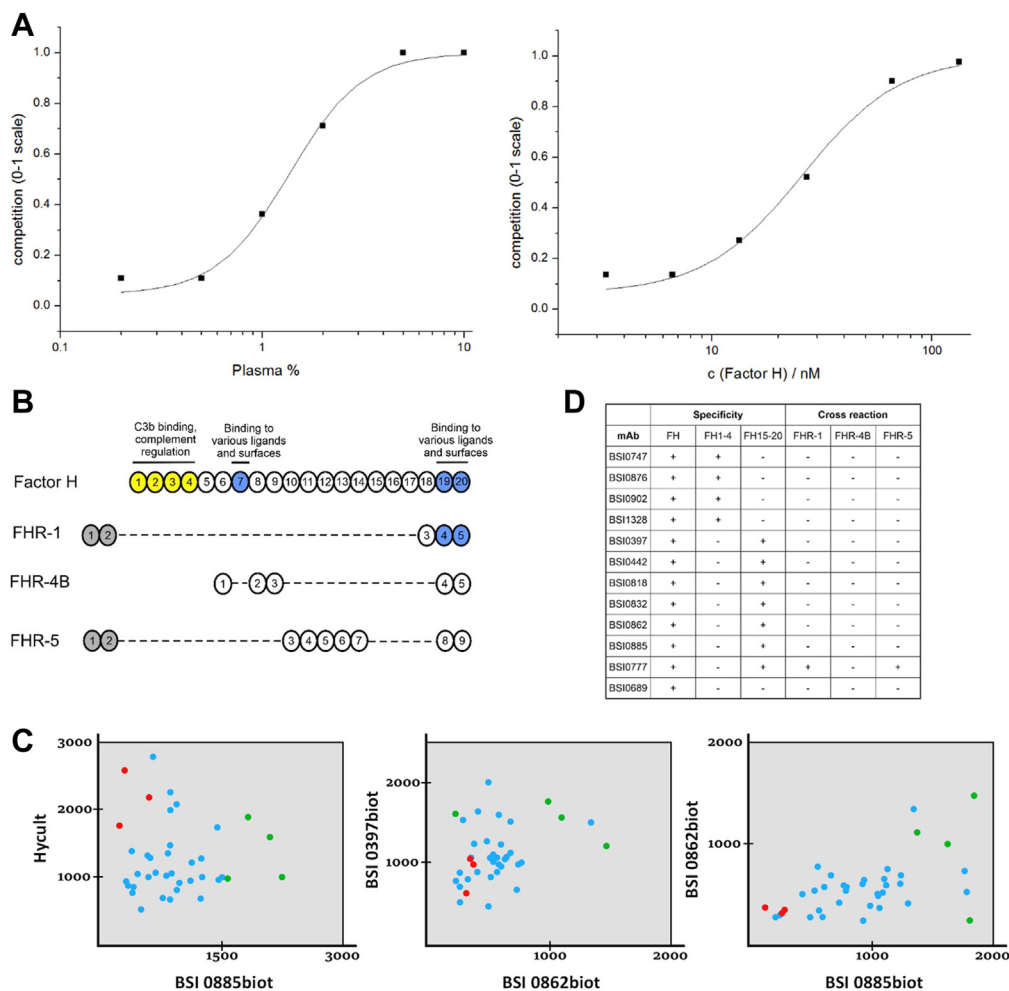 A
competition (0-1 scale)
1.0
0.8
0.6
0.4
0.2
0.0
0.1 1 10
Plasma %
competition (0-1 scale)
1.0
0.8
0.6
0.4
0.2
0.0
10 100
c (Factor H) / nM
B
C3b binding,
complement
regulation
Binding to
various ligands
and surfaces
Binding to
various ligands
and surfaces
Factor H 1 2 3 4 5 6 7 8 9 10 11 12 13 14 15 16 17 18 19 20
FHR-1 1 2 3 4 5
FHR-4B 1 2 3 4 5
FHR-5 1 2 3 4 5 6 7 8 9
D
Specificity Cross reaction
mAb FH FH1-4 FH15-20 FHR-1 FHR-4B FHR-5
BSI0747 + + - - - -
BSI0876 + + - - - -
BSI0902 + + - - - -
BSI1328 + + - - - -
BSI0397 + - + - - -
BSI0442 + - + - - -
BSI0818 + - + - - -
BSI0832 + - + - - -
BSI0862 + - + - - -
BSI0885 + - + - - -
BSI0777 + - + + - +
BSI0689 + - - - - -
C
Hycult
3000
2000
1000
1500 3000
BSI 0885biot
BSI 0397biot
2000
1000
1000 2000
BSI 0862biot
BSI 0862biot
2000
1000
1000 2000
BSI 0885biot